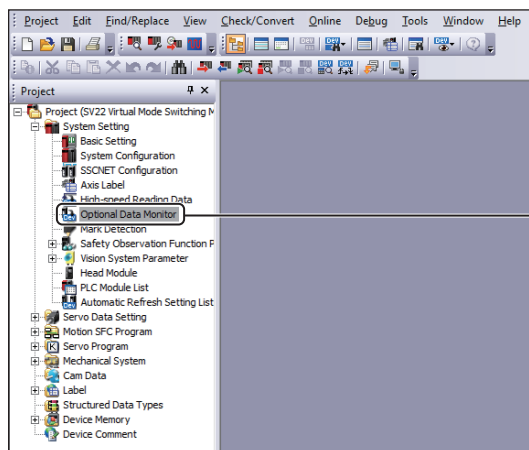 Project Edit Find/Replace View Check/Convert Online Debug Tools Window Help
Project
Project (SV22 Virtual Mode Switching M
System Setting
Basic Setting
System Configuration
SSCNET Configuration
Axis Label
High-speed Reading Data
Optional Data Monitor
Mark Detection
Safety Observation Function P
Vision System Parameter
Head Module
PLC Module List
Automatic Refresh Setting List
Servo Data Setting
Motion SFC Program
Servo Program
Mechanical System
Cam Data
Label
Structured Data Types
Device Memory
Device Comment